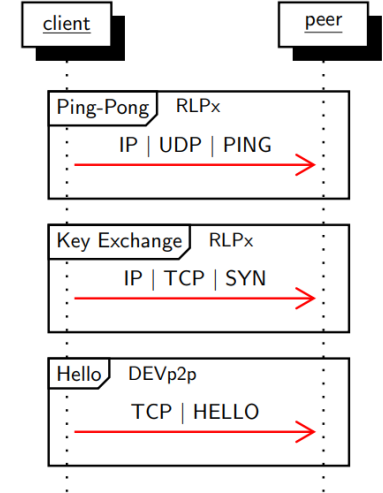 client peer
Ping-Pong RLPx
IP | UDP | PING
Key Exchange RLPx
IP | TCP | SYN
Hello DEVp2p
TCP | HELLO